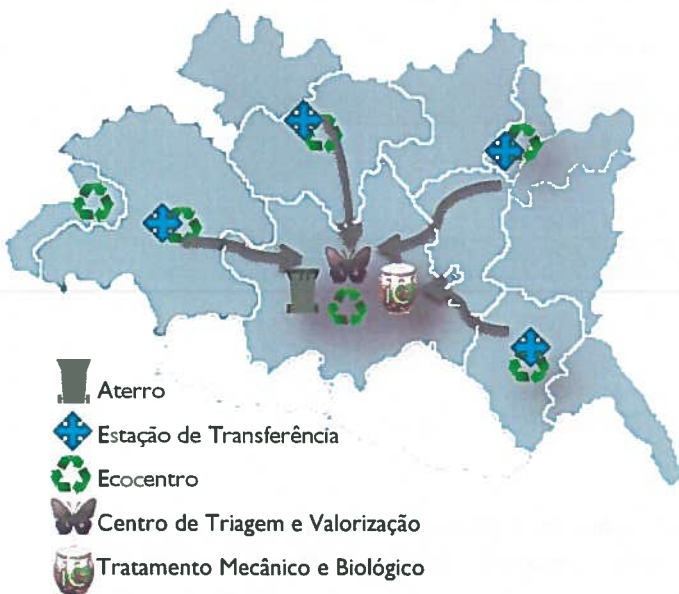 Aterro
Estação de Transferência
Ecocentro
Centro de Triagem e Valorização
Tratamento Mecânico e Biológico